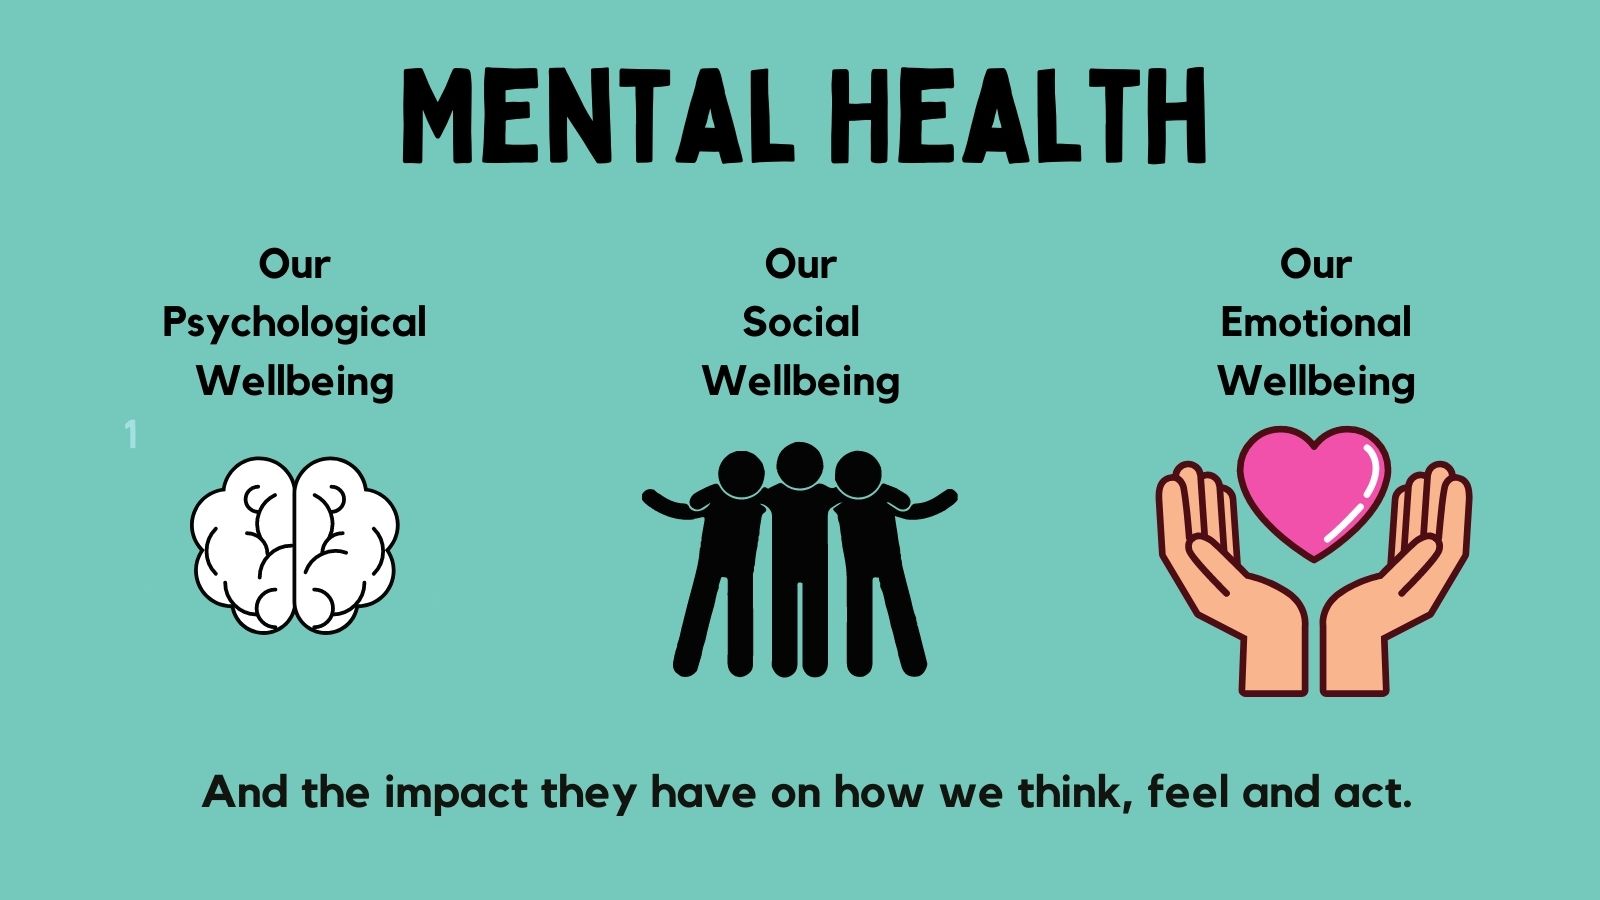 MENTAL HEALTH
Our
Psychological
Wellbeing
Our
Social
Wellbeing
Our
Emotional
Wellbeing
1
And the impact they have on how we think, feel and act.